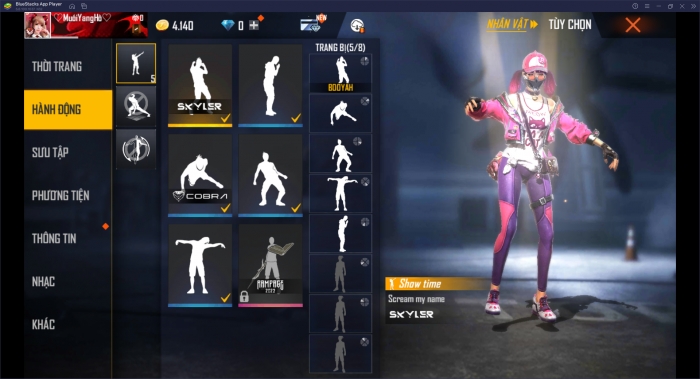 BlueStacks App Player
♡MuôiYangHồ♡
0
4.140
0
NEW
NHÂN VẬT
TÙY CHỌN
THỜI TRANG
HÀNH ĐỘNG
SƯU TẬP
PHƯƠNG TIỆN
THÔNG TIN
NHẠC
KHÁC
5
SKYLER
COBRA
RAMPAGE
TRANG BỊ(5/8)
BOOYAH
Show time
Scream my name
SKYLER